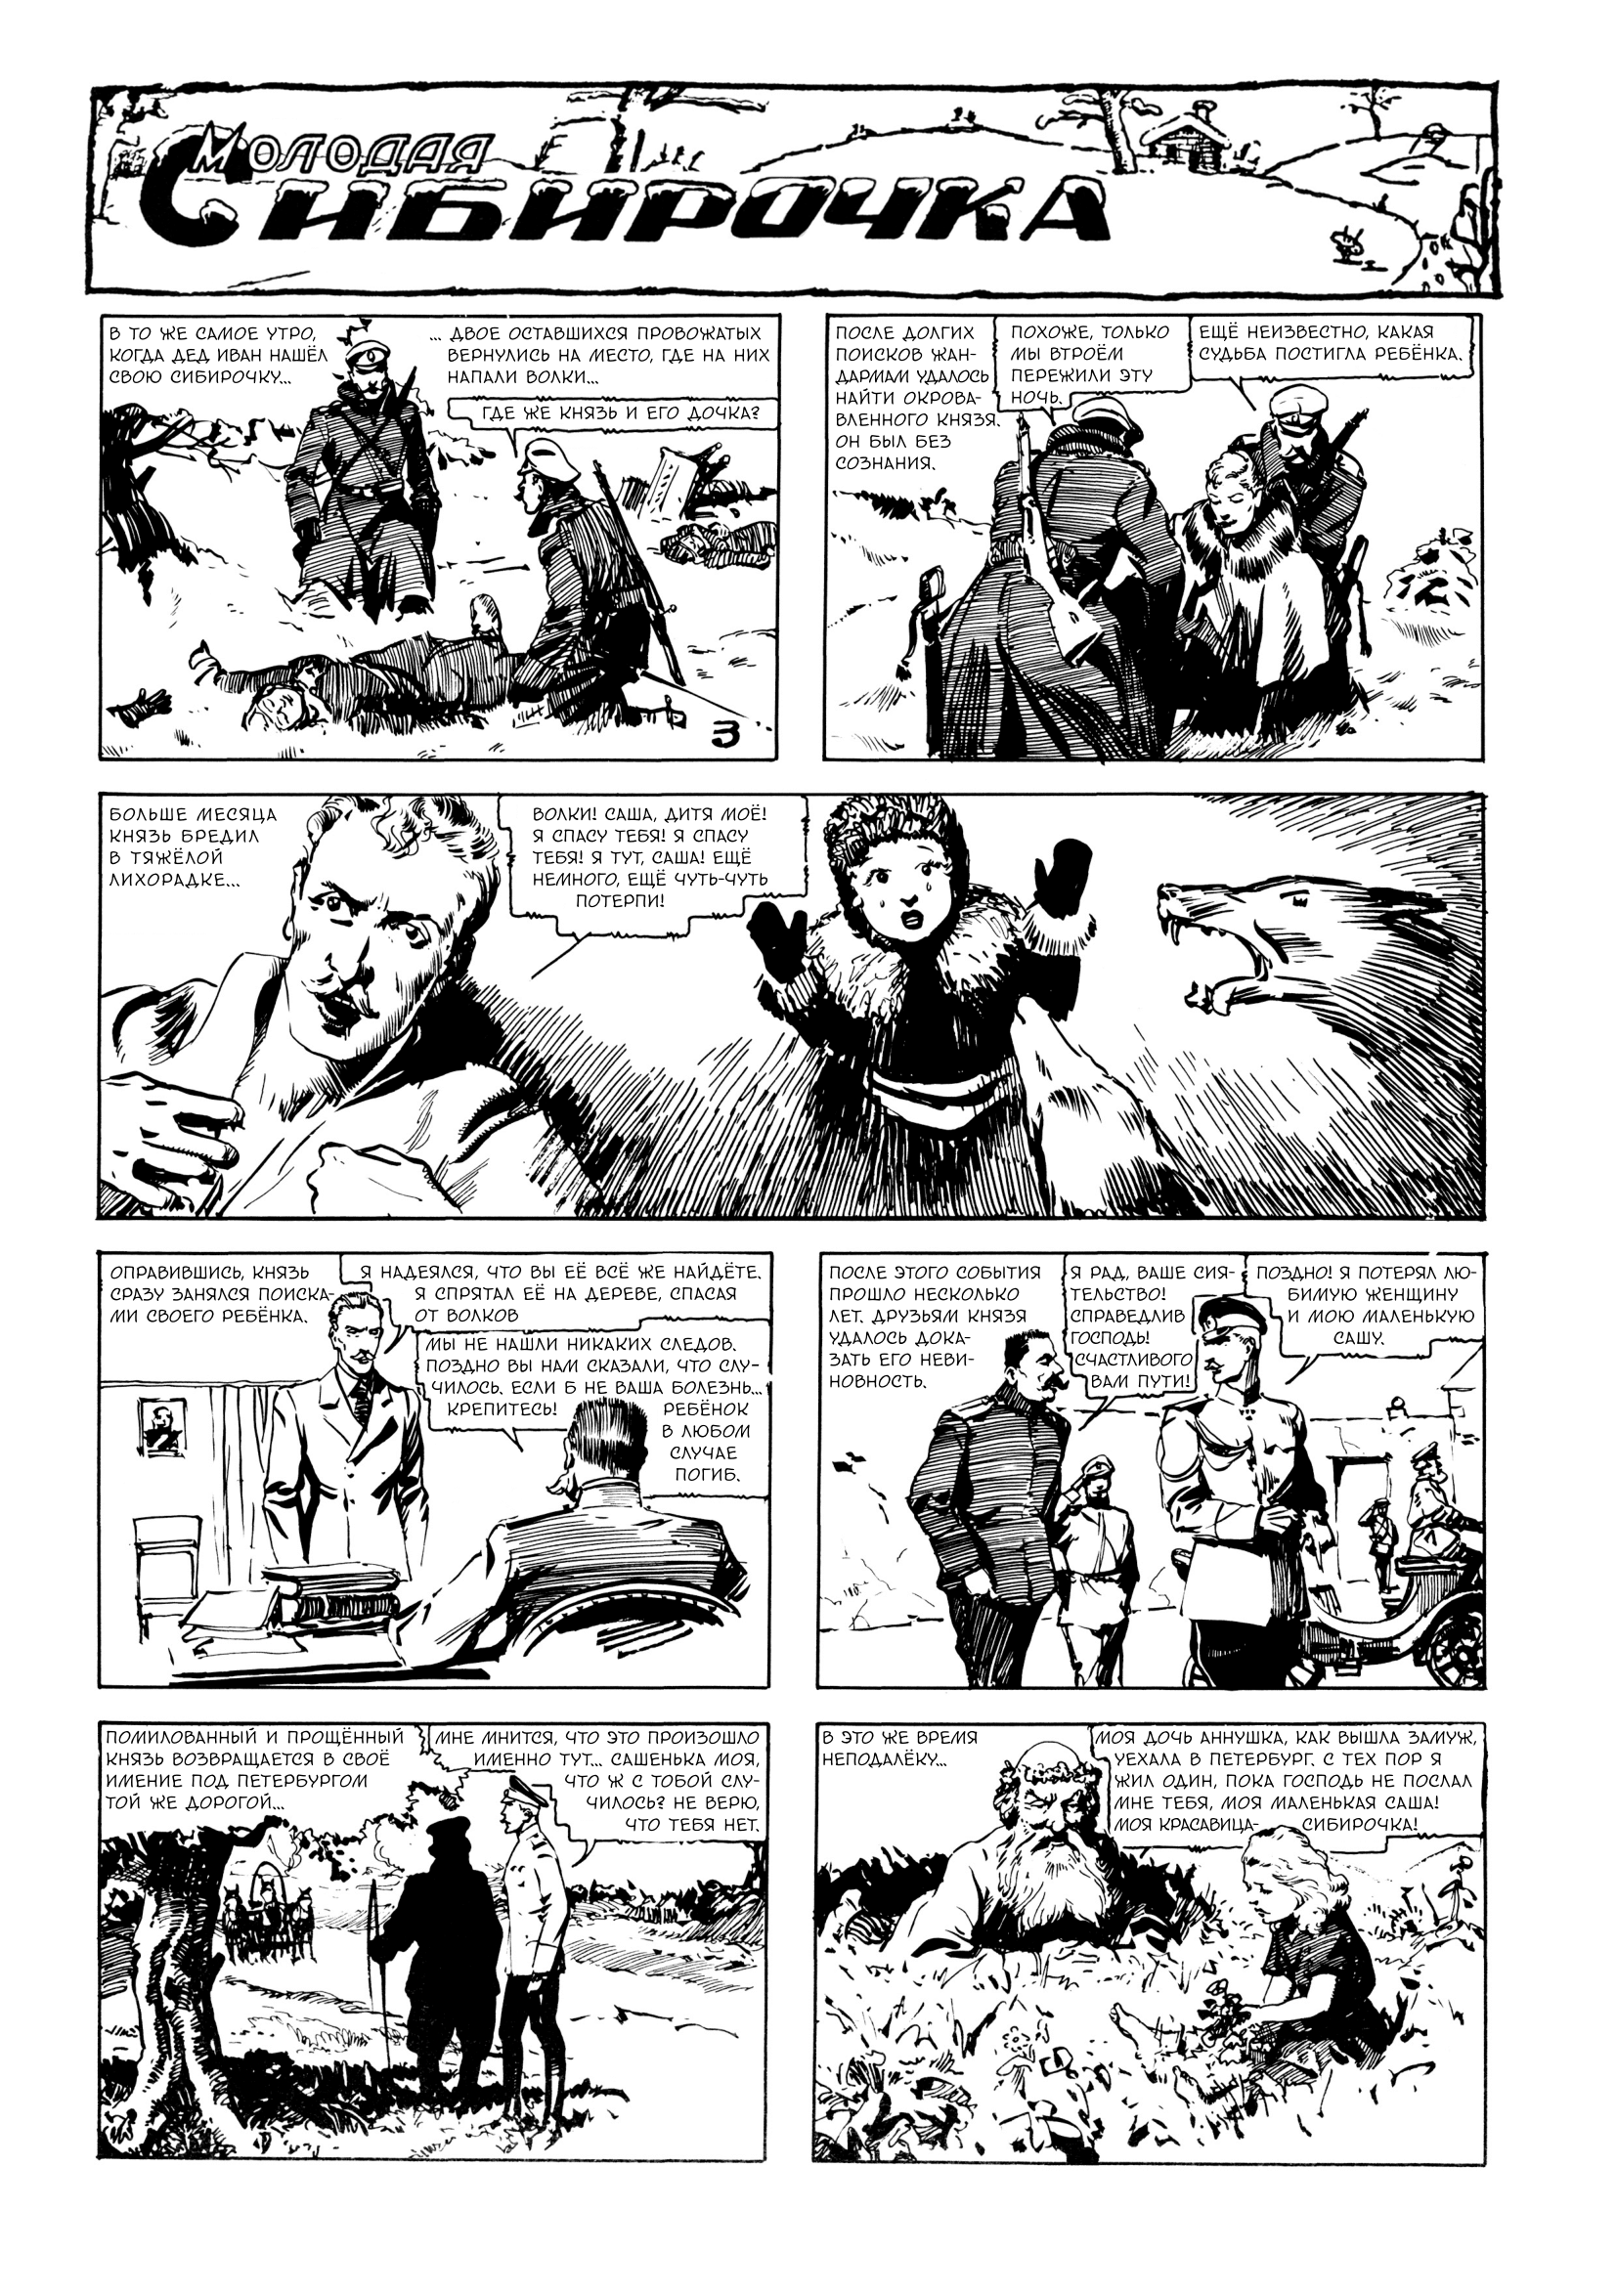 Молодая
Сибирочка
В ТО ЖЕ САМОЕ УТРО,
КОГДА ДЕД ИВАН НАШЁЛ
СВОЮ СИБИРОЧКУ...
... ДВОЕ ОСТАВШИХСЯ ПРОВОЖАТЫХ
ВЕРНУЛИСЬ НА МЕСТО, ГДЕ НА НИХ
НАПАЛИ ВОЛКИ...
ГДЕ ЖЕ КНЯЗЬ И ЕГО ДОЧКА?
3
ПОСЛЕ ДОЛГИХ
ПОИСКОВ ЖАН-
ДАРМАМ УДАЛОСЬ
НАЙТИ ОКРОВА-
ВЛЕННОГО КНЯЗЯ.
ОН БЫЛ БЕЗ
СОЗНАНИЯ.
ПОХОЖЕ, ТОЛЬКО
МЫ ВТРОЁМ
ПЕРЕЖИЛИ ЭТУ
НОЧЬ.
ЕЩЁ НЕИЗВЕСТНО, КАКАЯ
СУДЬБА ПОСТИГЛА РЕБЁНКА.
БОЛЬШЕ МЕСЯЦА
КНЯЗЬ БРЕДИЛ
В ТЯЖЁЛОЙ
ЛИХОРАДКЕ...
ВОЛКИ! САША, ДИТЯ МОЁ!
Я СПАСУ ТЕБЯ! Я СПАСУ
ТЕБЯ! Я ТУТ, САША! ЕЩЁ
НЕМНОГО, ЕЩЁ ЧУТЬ-ЧУТЬ
ПОТЕРПИ!
ОПРАВИВШИСЬ, КНЯЗЬ
СРАЗУ ЗАНЯЛСЯ ПОИСКА-
МИ СВОЕГО РЕБЁНКА.
Я НАДЕЯЛСЯ, ЧТО ВЫ ЕЁ ВСЁ ЖЕ НАЙДЁТЕ.
Я СПРЯТАЛ ЕЁ НА ДЕРЕВЕ, СПАСАЯ
ОТ ВОЛКОВ
МЫ НЕ НАШЛИ НИКАКИХ СЛЕДОВ.
ПОЗДНО ВЫ НАМ СКАЗАЛИ, ЧТО СЛУ-
ЧИЛОСЬ. ЕСЛИ Б НЕ ВАША БОЛЕЗНЬ...
КРЕПИТЕСЬ! РЕБЁНОК
В ЛЮБОМ
СЛУЧАЕ
ПОГИБ.
ПОСЛЕ ЭТОГО СОБЫТИЯ
ПРОШЛО НЕСКОЛЬКО
ЛЕТ. ДРУЗЬЯМ КНЯЗЯ
УДАЛОСЬ ДОКА-
ЗАТЬ ЕГО НЕВИ-
НОВНОСТЬ.
Я РАД, ВАШЕ СИЯ-
ТЕЛЬСТВО!
СПРАВЕДЛИВ
ГОСПОДЬ!
СЧАСТЛИВОГО
ВАМ ПУТИ!
ПОЗДНО! Я ПОТЕРЯЛ ЛЮ-
БИМУЮ ЖЕНЩИНУ
И МОЮ МАЛЕНЬКУЮ
САШУ.
ПОМИЛОВАННЫЙ И ПРОЩЁННЫЙ
КНЯЗЬ ВОЗВРАЩАЕТСЯ В СВОЁ
ИМЕНИЕ ПОД ПЕТЕРБУРГОМ
ТОЙ ЖЕ ДОРОГОЙ...
МНЕ МНИТСЯ, ЧТО ЭТО ПРОИЗОШЛО
ИМЕННО ТУТ... САШЕНЬКА МОЯ,
ЧТО Ж С ТОБОЙ СЛУ-
ЧИЛОСЬ? НЕ ВЕРЮ,
ЧТО ТЕБЯ НЕТ.
В ЭТО ЖЕ ВРЕМЯ
НЕПОДАЛЁКУ...
МОЯ ДОЧЬ АННУШКА, КАК ВЫШЛА ЗАМУЖ,
УЕХАЛА В ПЕТЕРБУРГ. С ТЕХ ПОР Я
ЖИЛ ОДИН, ПОКА ГОСПОДЬ НЕ ПОСЛАЛ
МНЕ ТЕБЯ, МОЯ МАЛЕНЬКАЯ САША!
МОЯ КРАСАВИЦА- СИБИРОЧКА!